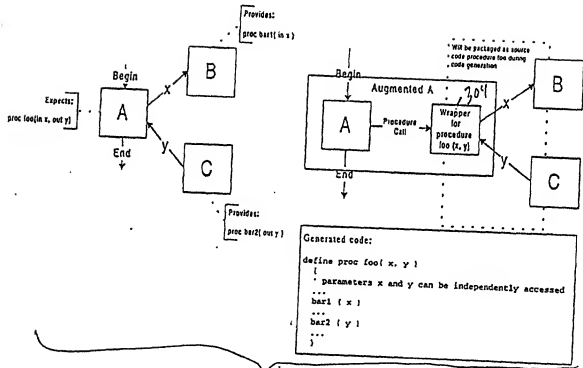 Provides:
proc bar1( in x )
B
Begin
x
Expects:
proc foo(in x, out y)
A
y
End
C
Provides:
proc bar2( out y )
* Will be packaged as source
code procedure foo during
code generation
B
Begin
Augmented A
304
x
A
Procedure
Call
Wrapper
for
procedure
foo (x, y)
y
End
C
Generated code:
define proc foo( x, y )
{
* parameters x and y can be independently accessed
...
bar1 ( x )
...
bar2 ( y )
...
}